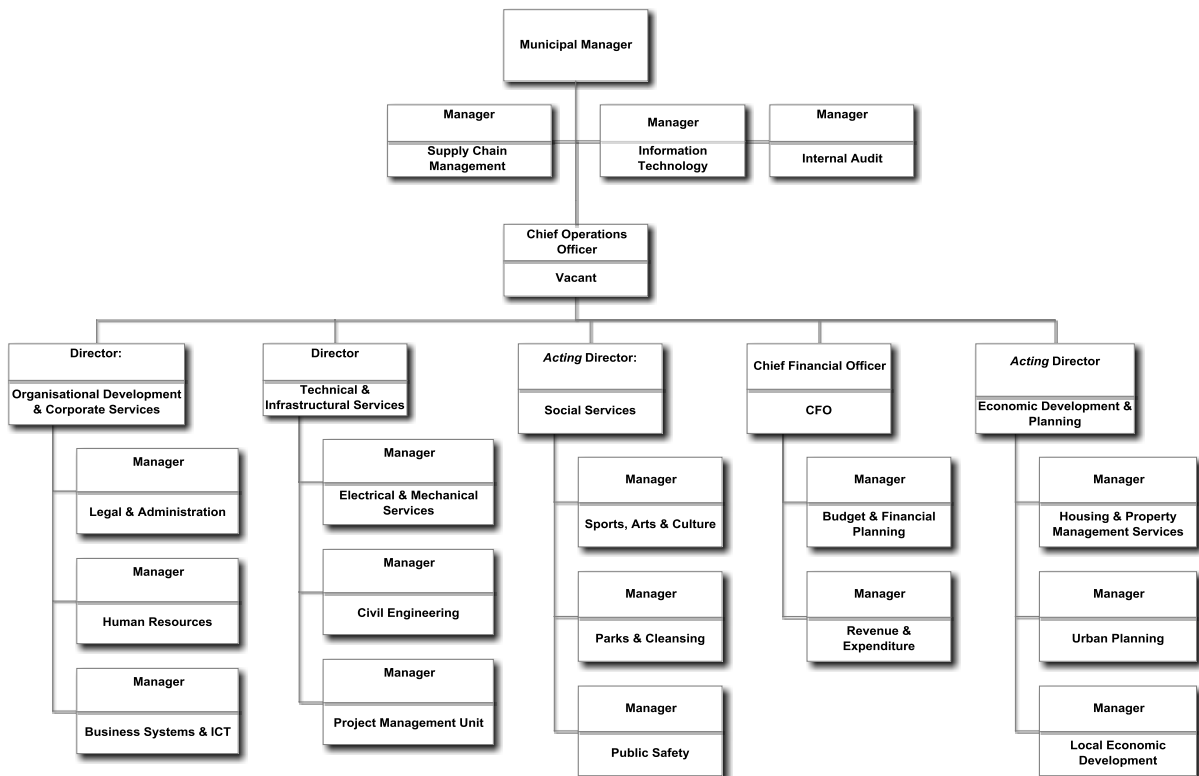 Municipal Manager
Manager
Supply Chain
Management
Manager
Information
Technology
Manager
Internal Audit
Chief Operations
Officer
Vacant
Director:
Organisational Development
& Corporate Services
Manager
Legal & Administration
Manager
Human Resources
Manager
Business Systems & ICT
Director
Technical &
Infrastructural Services
Manager
Electrical & Mechanical
Services
Manager
Civil Engineering
Manager
Project Management Unit
Acting Director:
Social Services
Manager
Sports, Arts & Culture
Manager
Parks & Cleansing
Manager
Public Safety
Chief Financial Officer
CFO
Manager
Budget & Financial
Planning
Manager
Revenue &
Expenditure
Acting Director
Economic Development &
Planning
Manager
Housing & Property
Management Services
Manager
Urban Planning
Manager
Local Economic
Development